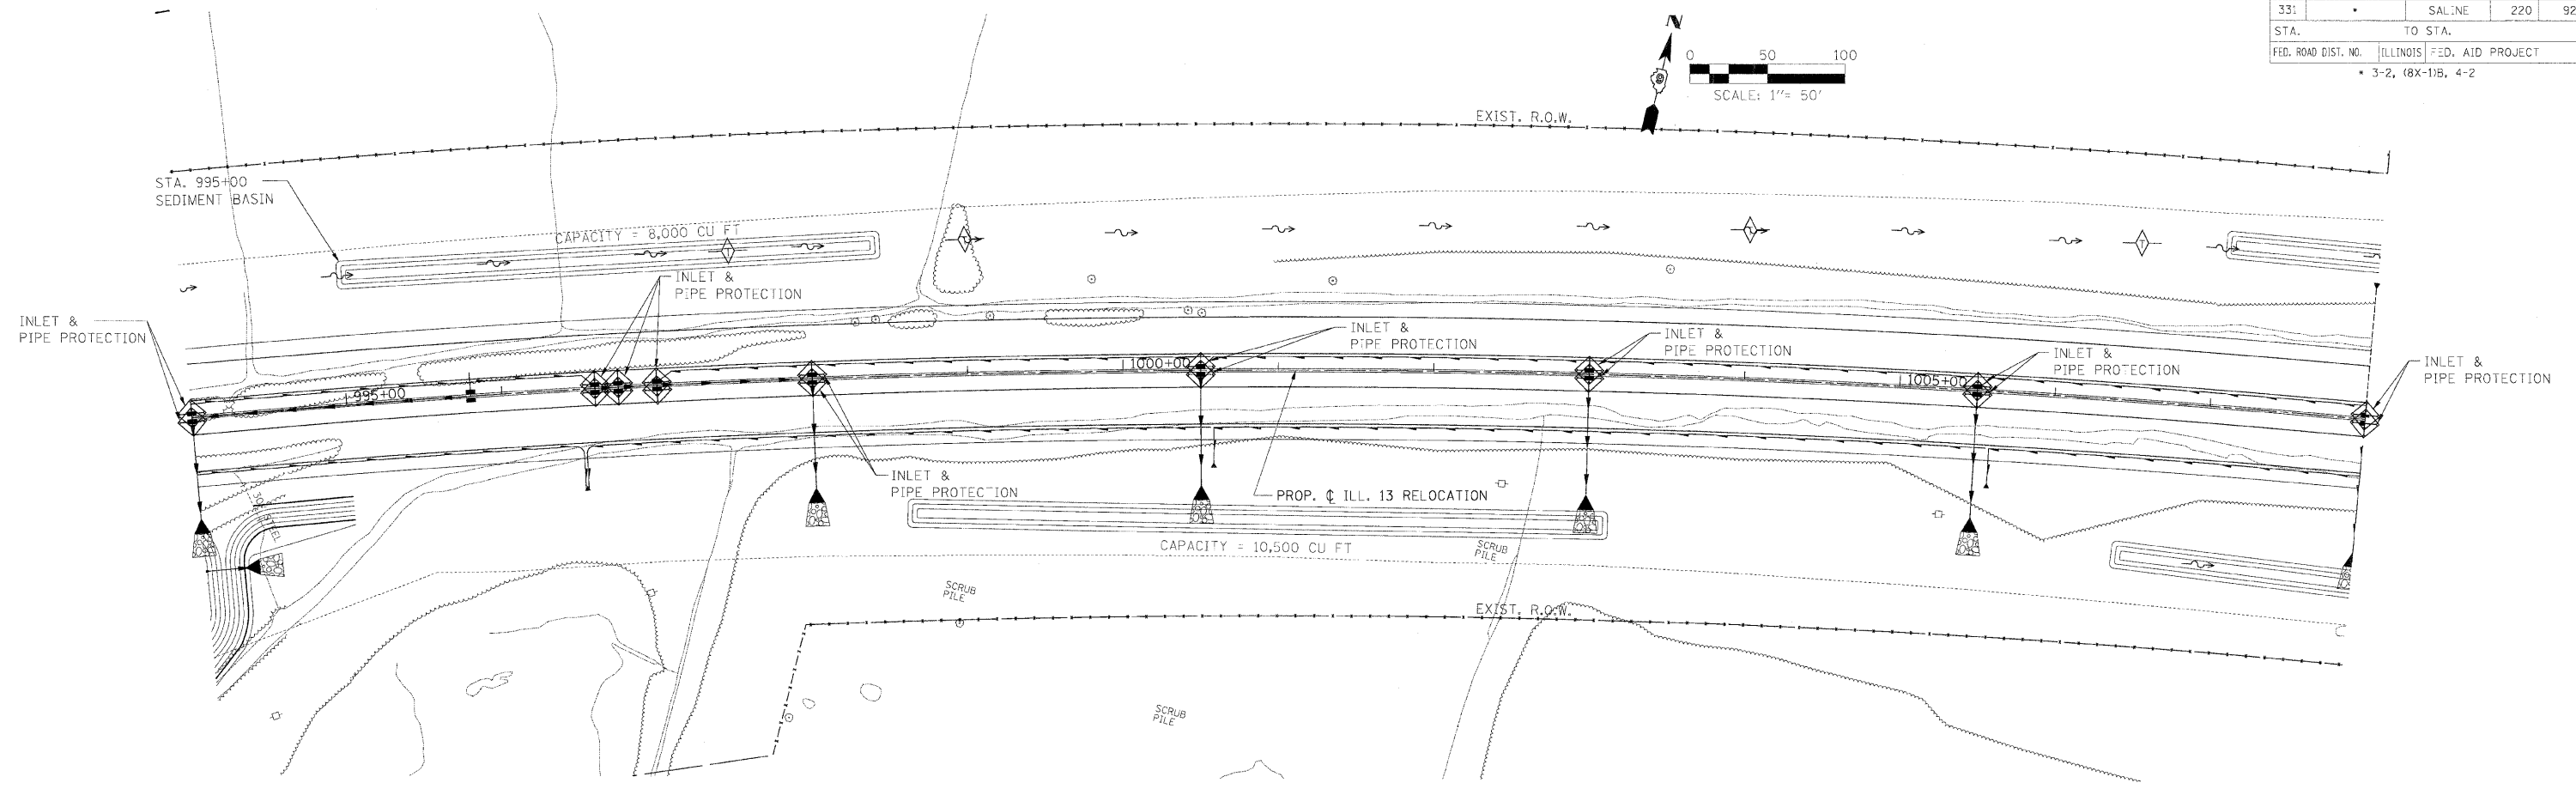 331 * SALINE 220 92
STA. TO STA.
FED. ROAD DIST. NO. ILLINOIS FED. AID PROJECT
* 3-2, (8X-1)B, 4-2
N
0 50 100
SCALE: 1"= 50'
EXIST. R.O.W.
STA. 995+00
SEDIMENT BASIN
CAPACITY = 8,000 CU FT
T
T
T
T
INLET &
PIPE PROTECTION
INLET &
PIPE PROTECTION
INLET &
PIPE PROTECTION
INLET &
PIPE PROTECTION
INLET &
PIPE PROTECTION
INLET &
PIPE PROTECTION
995+00
1000+00
1005+00
INLET &
PIPE PROTECTION
PROP. ℄ ILL. 13 RELOCATION
CAPACITY = 10,500 CU FT
SCRUB
PILE
SCRUB
PILE
EXIST. R.O.W.
SCRUB
PILE